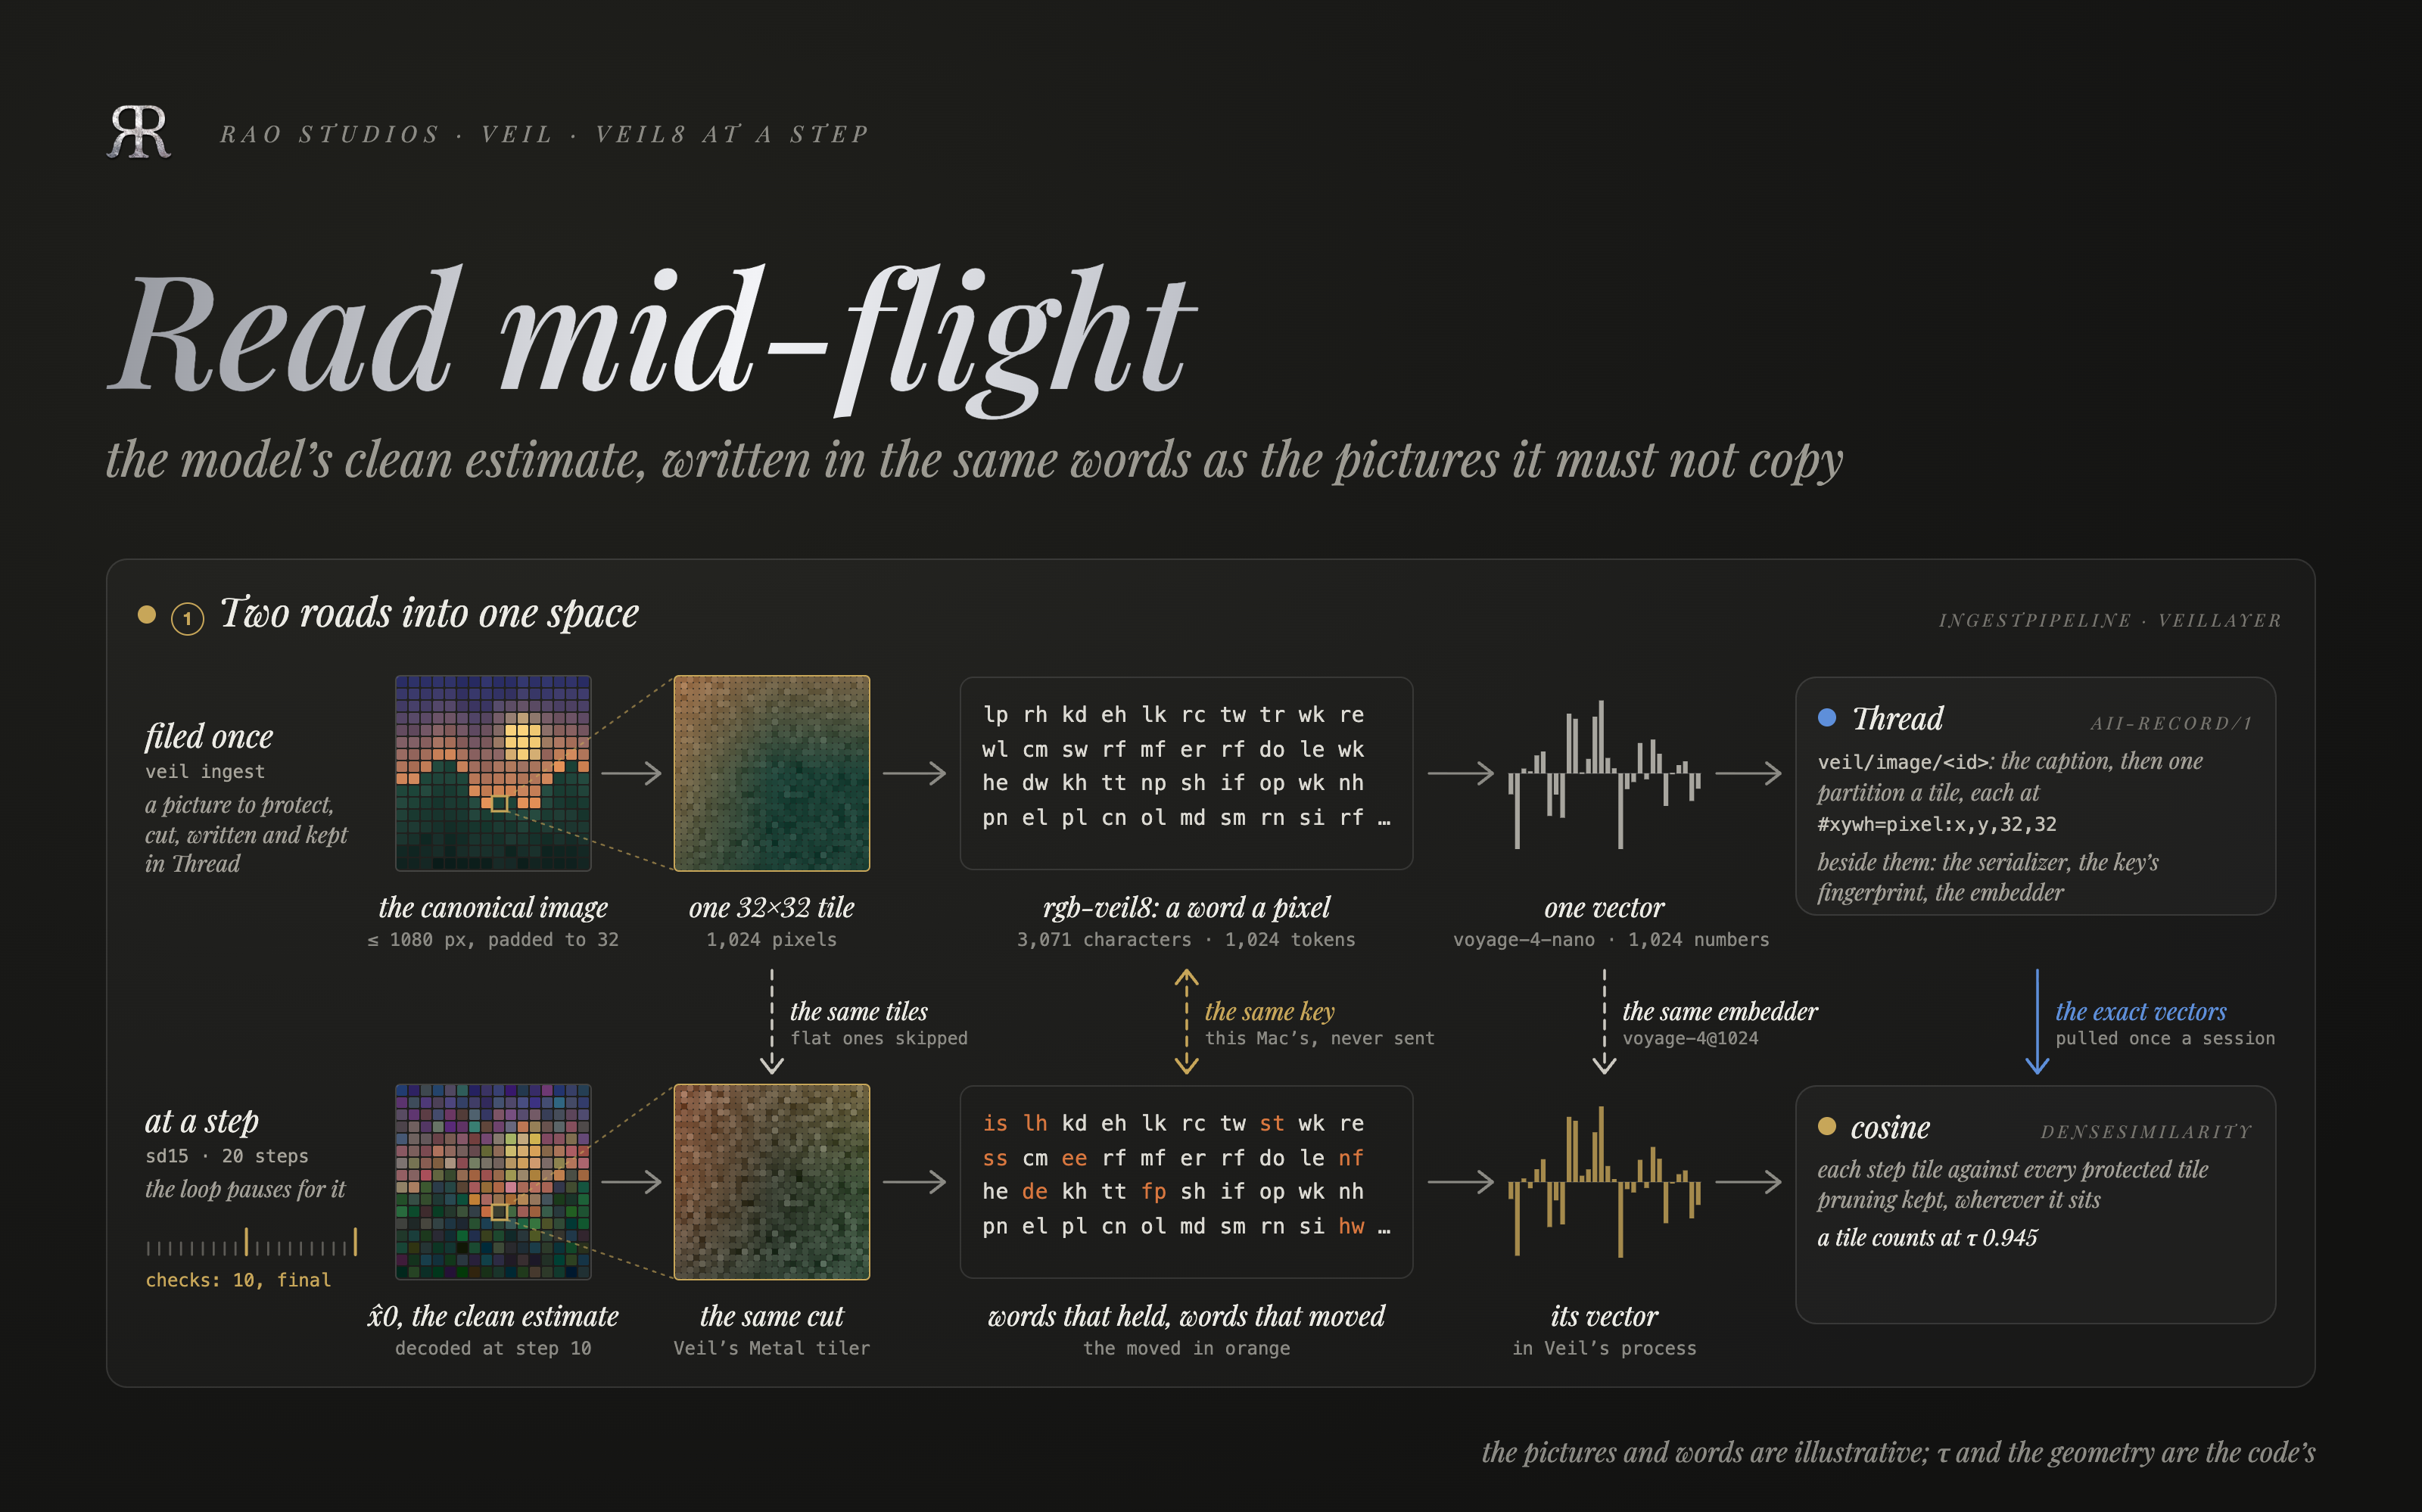 RAO STUDIOS · VEIL · VEIL8 AT A STEP
Read mid-flight
the model's clean estimate, written in the same words as the pictures it must not copy
1 Two roads into one space
INGESTPIPELINE · VEILLAYER
filed once
veil ingest
a picture to protect,
cut, written and kept
in Thread
the canonical image
≤ 1080 px, padded to 32
one 32×32 tile
1,024 pixels
lp rh kd eh lk rc tw tr wk re
wl cm sw rf mf er rf do le wk
he dw kh tt np sh if op wk nh
pn el pl cn ol md sm rn si rf …
rgb-veil8: a word a pixel
3,071 characters · 1,024 tokens
one vector
voyage-4-nano · 1,024 numbers
Thread
AII-RECORD/1
veil/image/<id>: the caption, then one
partition a tile, each at
#xywh=pixel:x,y,32,32
beside them: the serializer, the key's
fingerprint, the embedder
the same tiles
flat ones skipped
the same key
this Mac's, never sent
the same embedder
voyage-4@1024
the exact vectors
pulled once a session
at a step
sd15 · 20 steps
the loop pauses for it
checks: 10, final
x̂0, the clean estimate
decoded at step 10
the same cut
Veil's Metal tiler
is lh kd eh lk rc tw st wk re
ss cm ee rf mf er rf do le nf
he de kh tt fp sh if op wk nh
pn el pl cn ol md sm rn si hw …
words that held, words that moved
the moved in orange
its vector
in Veil's process
cosine
DENSESIMILARITY
each step tile against every protected tile
pruning kept, wherever it sits
a tile counts at τ 0.945
the pictures and words are illustrative; τ and the geometry are the code's